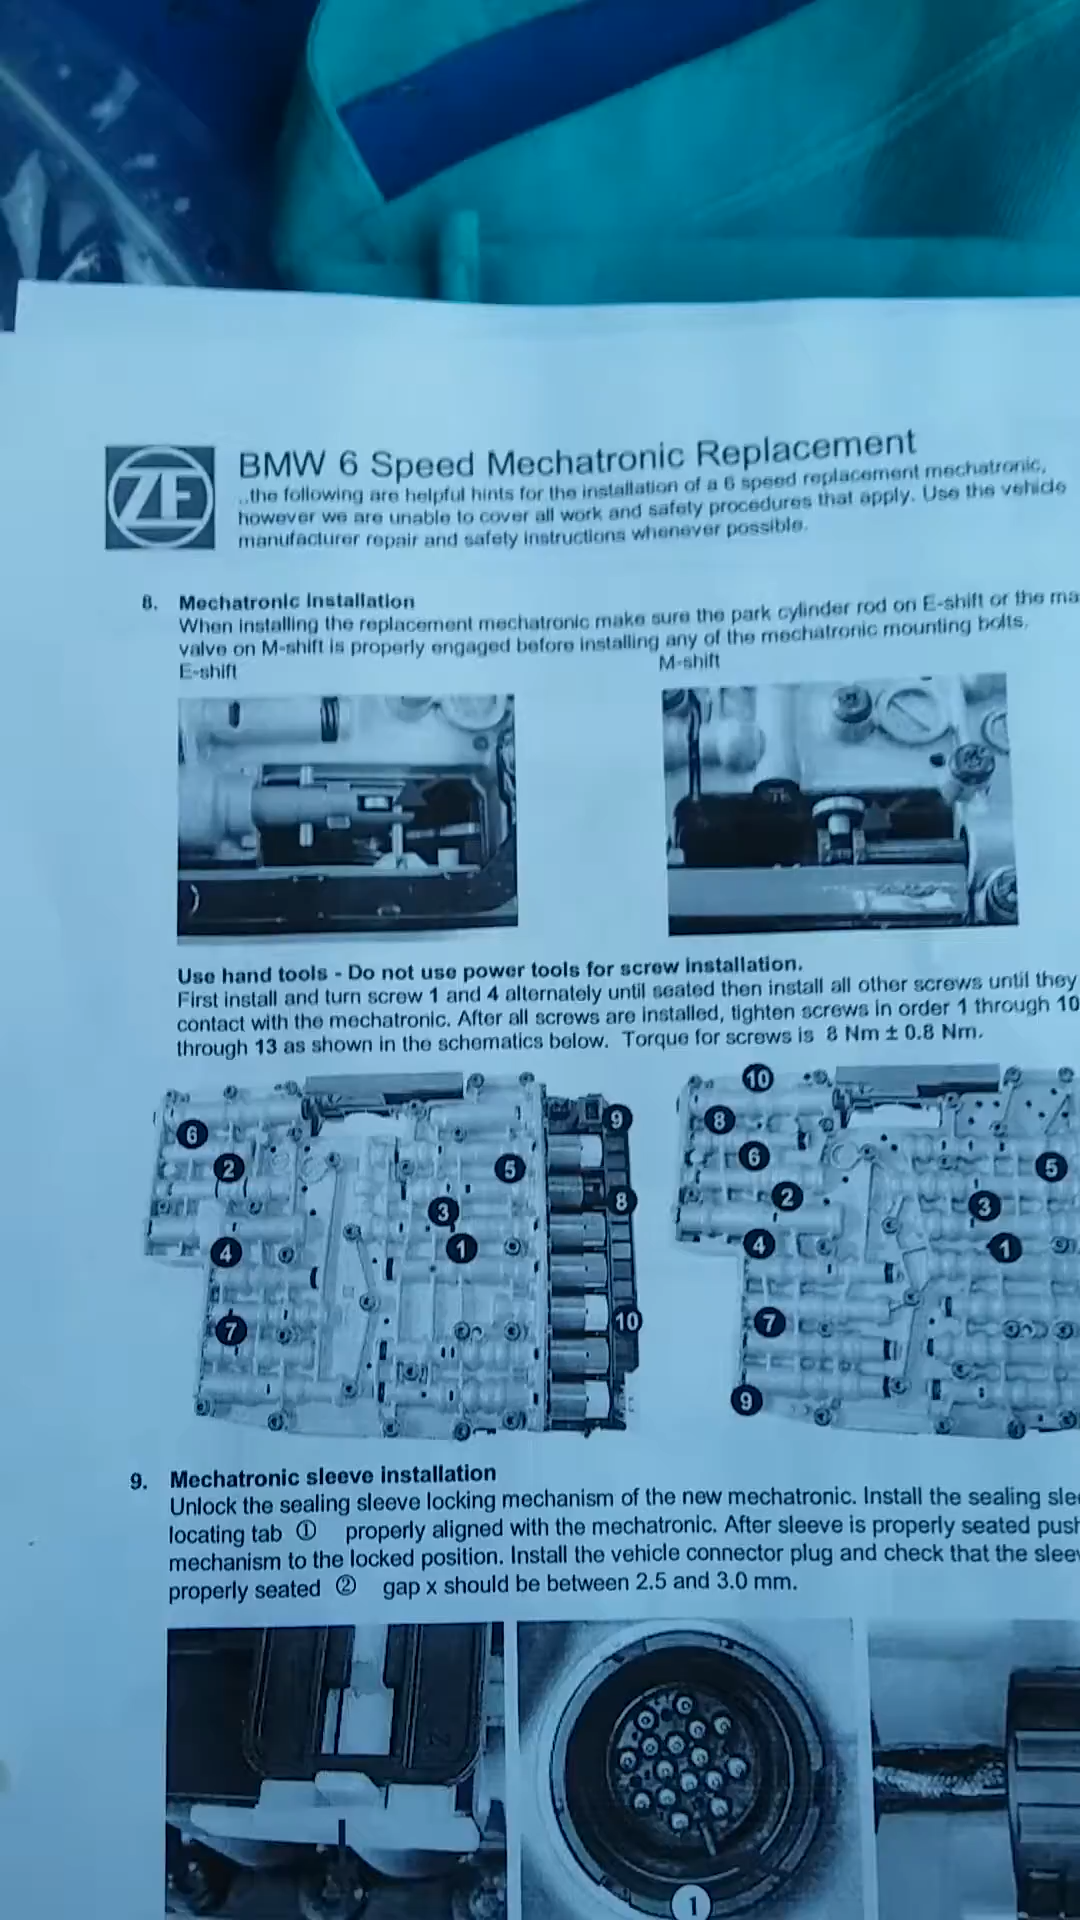 ZF
BMW 6 Speed Mechatronic Replacement
..the following are helpful hints for the installation of a 6 speed replacement mechatronic,
however we are unable to cover all work and safety procedures that apply. Use the vehicle
manufacturer repair and safety instructions whenever possible.
8. Mechatronic Installation
When installing the replacement mechatronic make sure the park cylinder rod on E-shift or the ma
valve on M-shift is properly engaged before installing any of the mechatronic mounting bolts.
E-shift M-shift
Use hand tools - Do not use power tools for screw installation.
First install and turn screw 1 and 4 alternately until seated then install all other screws until they
contact with the mechatronic. After all screws are installed, tighten screws in order 1 through 10
through 13 as shown in the schematics below. Torque for screws is 8 Nm ± 0.8 Nm.
6 2 4 7 3 1 5 9 8 10
10 8 6 2 4 7 9 3 1 5
9. Mechatronic sleeve installation
Unlock the sealing sleeve locking mechanism of the new mechatronic. Install the sealing slee
locating tab ① properly aligned with the mechatronic. After sleeve is properly seated push
mechanism to the locked position. Install the vehicle connector plug and check that the sleev
properly seated ② gap x should be between 2.5 and 3.0 mm.
1